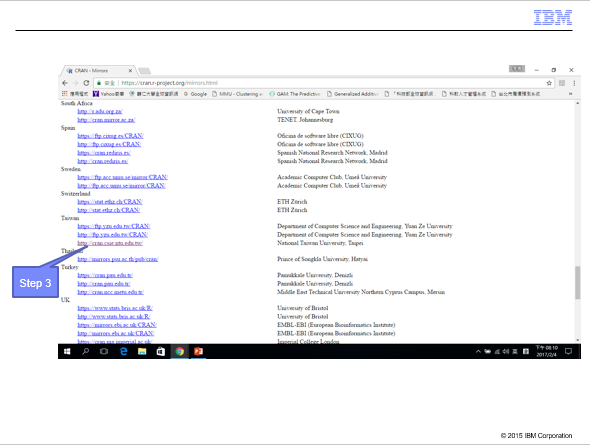 IBM
CRAN - Mirrors
安全 | https://cran.r-project.org/mirrors.html
應用程式 Yahoo奇摩 Google MMU - Clustering GAM: The Predictive Generalized Additiv
South Africa
http://r.adu.org.za/ University of Cape Town
http://cran.mirror.ac.za/ TENET, Johannesburg
Spain
https://ftp.cixug.es/CRAN/ Oficina de software libre (CIXUG)
http://ftp.cixug.es/CRAN/ Oficina de software libre (CIXUG)
https://cran.rediris.es/ Spanish National Research Network, Madrid
http://cran.rediris.es/ Spanish National Research Network, Madrid
Sweden
https://ftp.acc.umu.se/mirror/CRAN/ Academic Computer Club, Umeå University
http://ftp.acc.umu.se/mirror/CRAN/ Academic Computer Club, Umeå University
Switzerland
https://stat.ethz.ch/CRAN/ ETH Zürich
http://stat.ethz.ch/CRAN/ ETH Zürich
Taiwan
https://ftp.yzu.edu.tw/CRAN/ Department of Computer Science and Engineering, Yuan Ze University
http://ftp.yzu.edu.tw/CRAN/ Department of Computer Science and Engineering, Yuan Ze University
http://cran.csie.ntu.edu.tw/ National Taiwan University, Taipei
Thailand
http://mirrors.psu.ac.th/pub/cran/ Prince of Songkla University, Hatyai
Turkey
https://cran.pau.edu.tr/ Pamukkale University, Denizli
http://cran.pau.edu.tr/ Pamukkale University, Denizli
http://cran.ncc.metu.edu.tr/ Middle East Technical University Northern Cyprus Campus, Mersin
UK
https://www.stats.bris.ac.uk/R/ University of Bristol
http://www.stats.bris.ac.uk/R/ University of Bristol
https://mirrors.ebi.ac.uk/CRAN/ EMBL-EBI (European Bioinformatics Institute)
http://mirrors.ebi.ac.uk/CRAN/ EMBL-EBI (European Bioinformatics Institute)
https://cran.ma.imperial.ac.uk/ Imperial College London
Step 3
下午 08:10
2017/2/4
© 2015 IBM Corporation